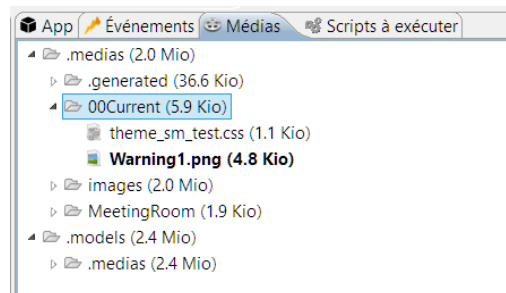 App Événements Médias Scripts à exécuter
.medias (2.0 Mio)
.generated (36.6 Kio)
00Current (5.9 Kio)
theme_sm_test.css (1.1 Kio)
Warning1.png (4.8 Kio)
images (2.0 Mio)
MeetingRoom (1.9 Kio)
.models (2.4 Mio)
.medias (2.4 Mio)